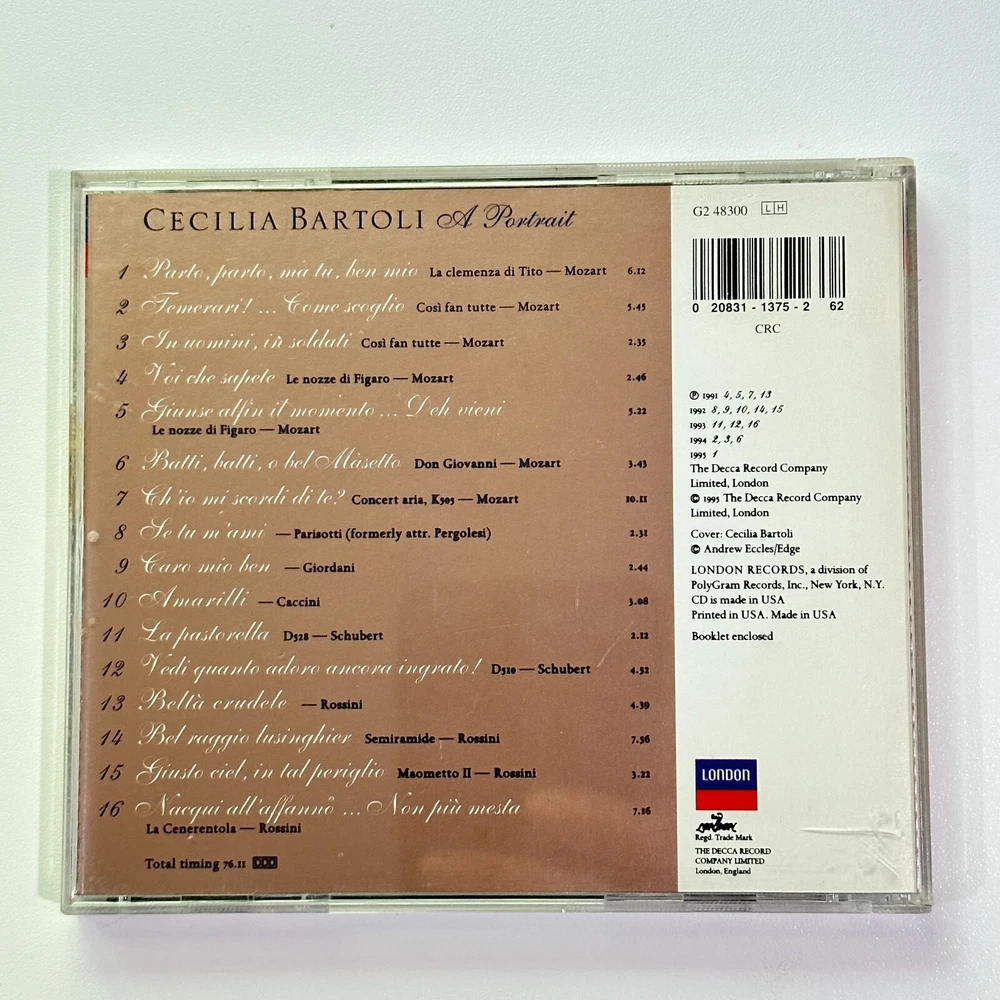 CECILIA BARTOLI A Portrait
1 Parto, parto, ma tu, ben mio La clemenza di Tito — Mozart 6.12
2 Temerari! ... Come scoglio Così fan tutte — Mozart 5.45
3 In uomini, in soldati Così fan tutte — Mozart 2.35
4 Voi che sapete Le nozze di Figaro — Mozart 2.46
5 Giunse alfin il momento ... Deh vieni 5.22
Le nozze di Figaro — Mozart
6 Batti, batti, o bel Masetto Don Giovanni — Mozart 3.43
7 Ch'io mi scordi di te? Concert aria, K505 — Mozart 10.11
8 Se tu m'ami — Parisotti (formerly attr. Pergolesi) 2.31
9 Caro mio ben — Giordani 2.44
10 Amarilli — Caccini 3.08
11 La pastorella D528 — Schubert 2.12
12 Vedi quanto adoro ancora ingrato! D510 — Schubert 4.52
13 Beltà crudele — Rossini 4.39
14 Bel raggio lusinghier Semiramide — Rossini 7.56
15 Giusto ciel, in tal periglio Maometto II — Rossini 3.22
16 Nacqui all'affanno ... Non più mesta 7.16
La Cenerentola — Rossini
Total timing 76.11 DDD
G2 48300 L H
0 20831 - 1375 - 2 62
CRC
℗ 1991 4, 5, 7, 13
1992 8, 9, 10, 14, 15
1993 11, 12, 16
1994 2, 3, 6
1995 1
The Decca Record Company
Limited, London
© 1995 The Decca Record Company
Limited, London
Cover: Cecilia Bartoli
© Andrew Eccles/Edge
LONDON RECORDS, a division of
PolyGram Records, Inc., New York, N.Y.
CD is made in USA
Printed in USA. Made in USA
Booklet enclosed
LONDON
london
Regd. Trade Mark
THE DECCA RECORD
COMPANY LIMITED
London, England